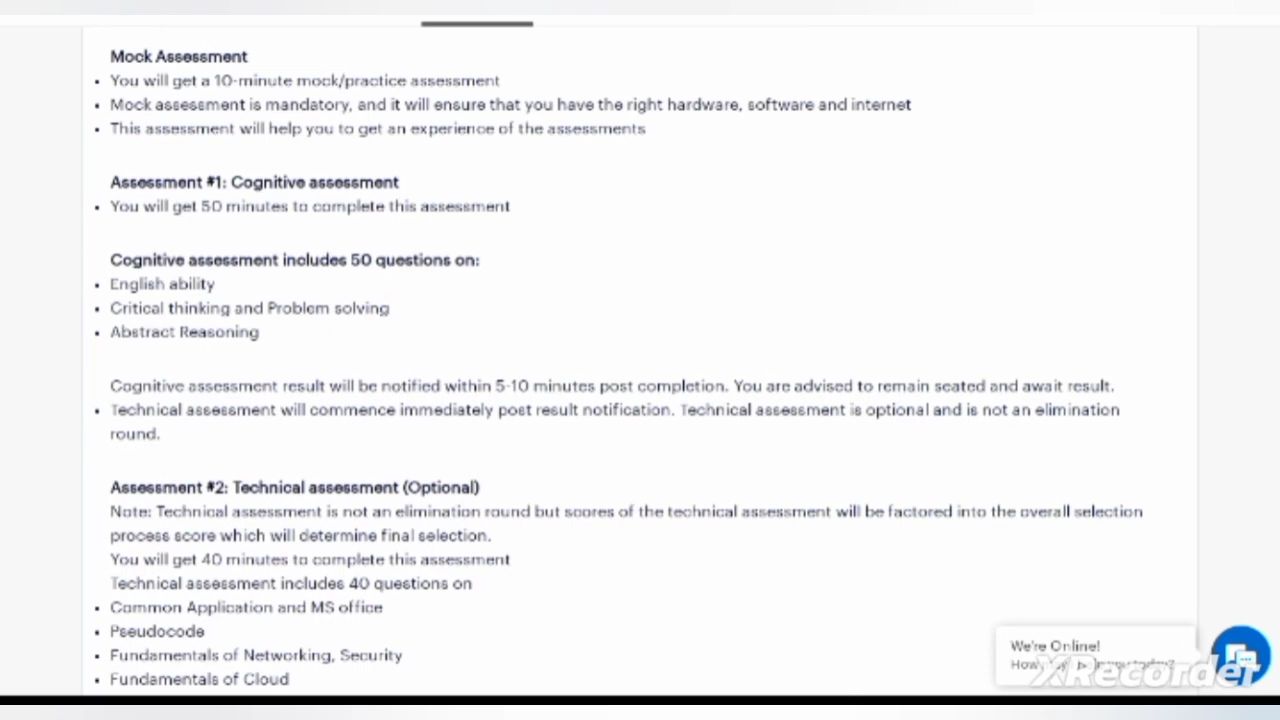 Mock Assessment
• You will get a 10-minute mock/practice assessment
• Mock assessment is mandatory, and it will ensure that you have the right hardware, software and internet
• This assessment will help you to get an experience of the assessments
Assessment #1: Cognitive assessment
• You will get 50 minutes to complete this assessment
Cognitive assessment includes 50 questions on:
• English ability
• Critical thinking and Problem solving
• Abstract Reasoning
Cognitive assessment result will be notified within 5-10 minutes post completion. You are advised to remain seated and await result.
• Technical assessment will commence immediately post result notification. Technical assessment is optional and is not an elimination
round.
Assessment #2: Technical assessment (Optional)
Note: Technical assessment is not an elimination round but scores of the technical assessment will be factored into the overall selection
process score which will determine final selection.
You will get 40 minutes to complete this assessment
Technical assessment includes 40 questions on
• Common Application and MS office
• Pseudocode
• Fundamentals of Networking, Security
• Fundamentals of Cloud
We're Online!
How
XRecorder